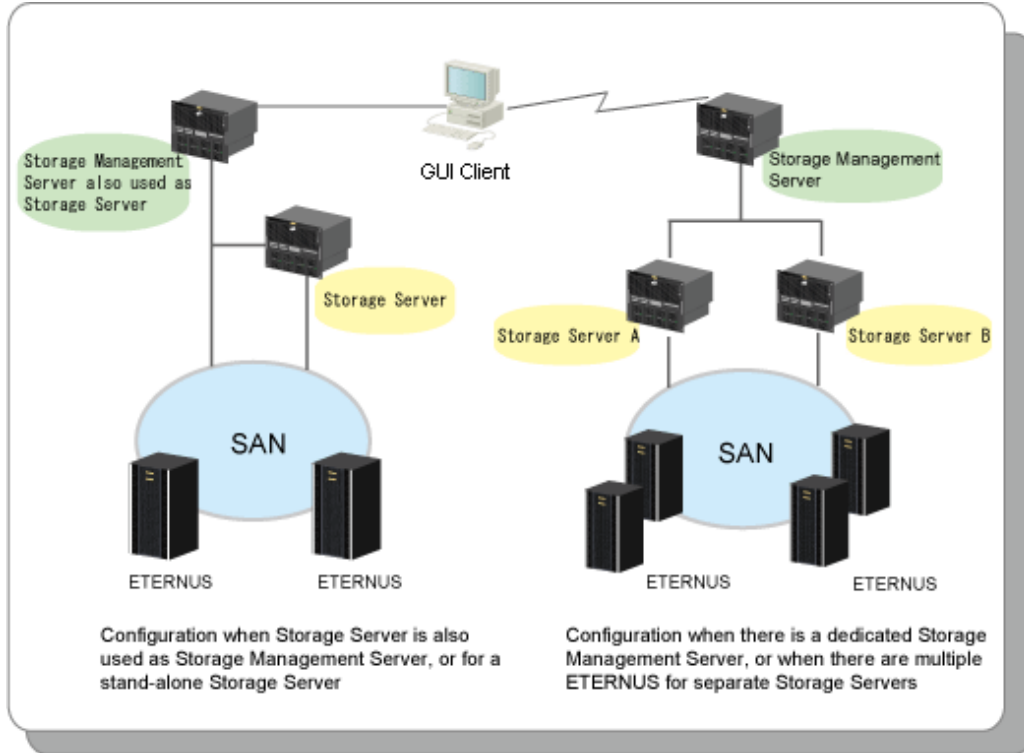 GUI Client
Storage Management
Server also used as
Storage Server
Storage Management
Server
Storage Server
Storage Server A
Storage Server B
SAN
SAN
ETERNUS
ETERNUS
ETERNUS
ETERNUS
Configuration when Storage Server is also
used as Storage Management Server, or for a
stand-alone Storage Server
Configuration when there is a dedicated Storage
Management Server, or when there are multiple
ETERNUS for separate Storage Servers